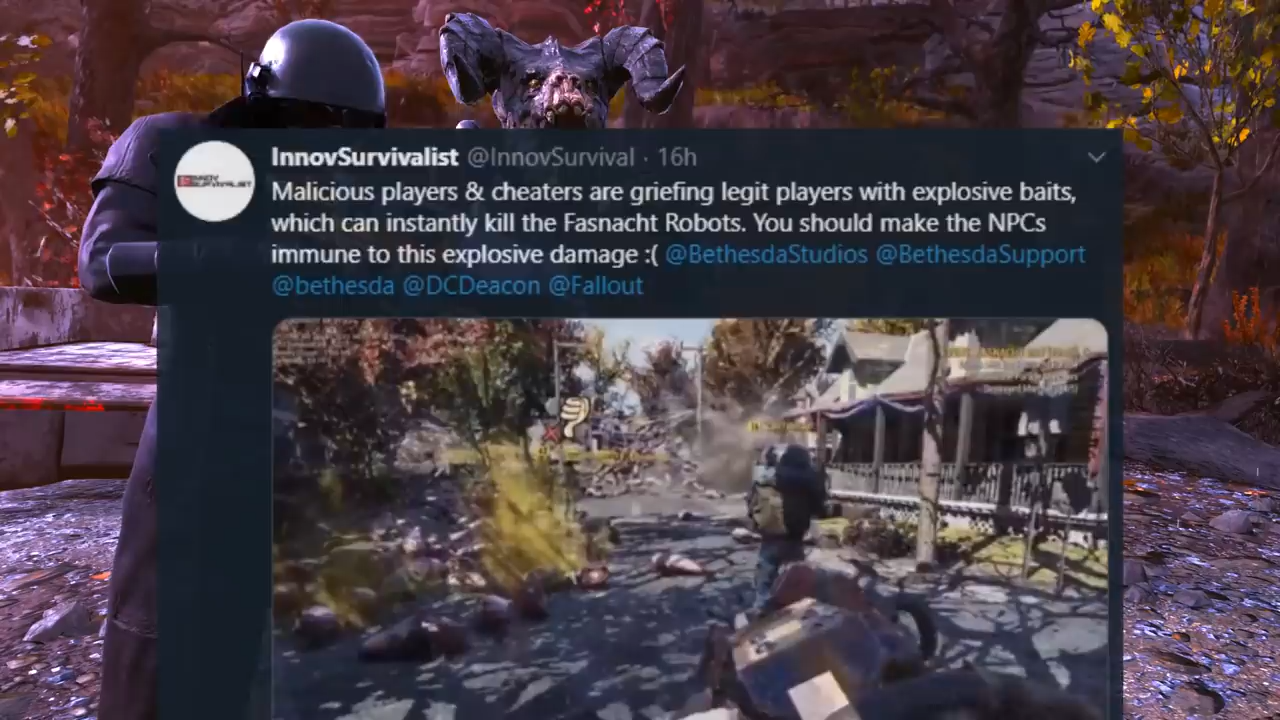 InnovSurvivalist @InnovSurvival · 16h
Malicious players & cheaters are griefing legit players with explosive baits,
which can instantly kill the Fasnacht Robots. You should make the NPCs
immune to this explosive damage :( @BethesdaStudios @BethesdaSupport
@bethesda @DCDeacon @Fallout